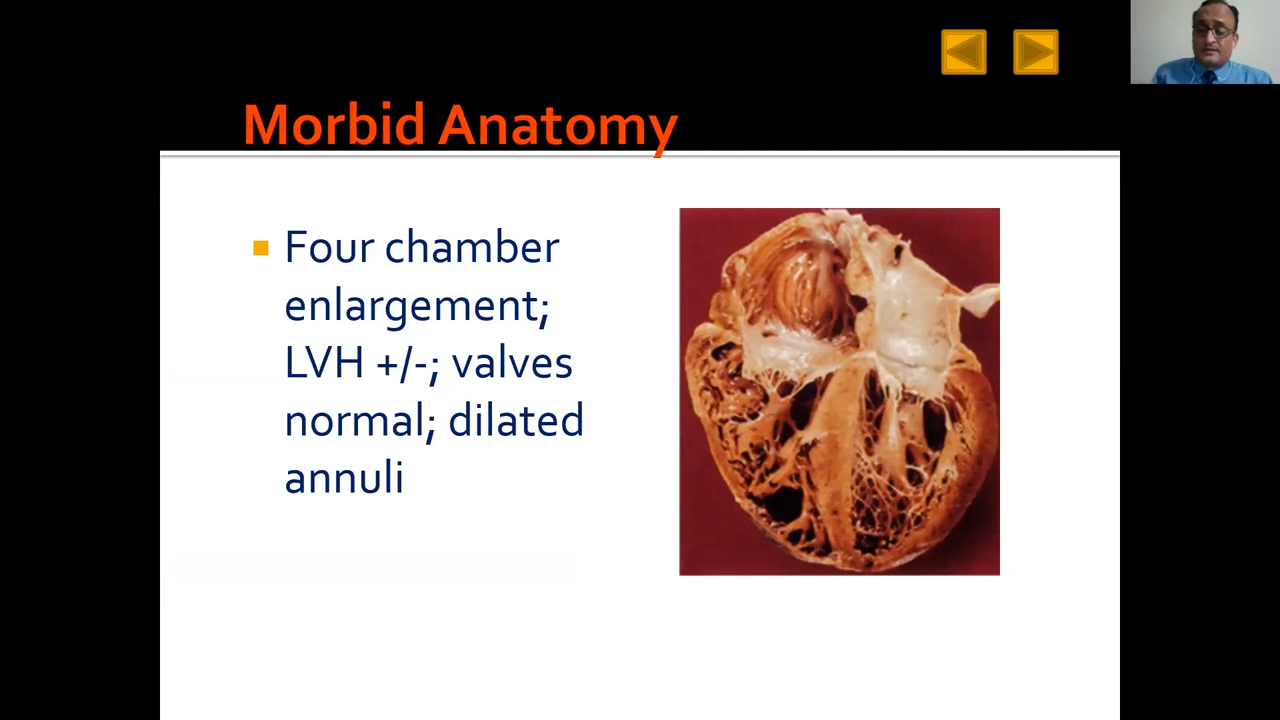 Morbid Anatomy
Four chamber
enlargement;
LVH +/-; valves
normal; dilated
annuli